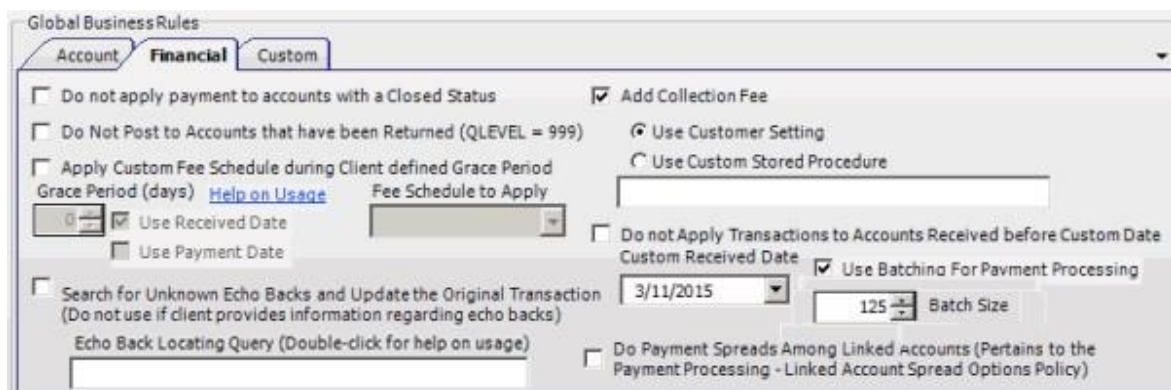 Global Business Rules
Account Financial Custom
Do not apply payment to accounts with a Closed Status
Do Not Post to Accounts that have been Returned (QLEVEL = 999)
Apply Custom Fee Schedule during Client defined Grace Period
Grace Period (days) Help on Usage Fee Schedule to Apply
0 Use Received Date
Use Payment Date
Search for Unknown Echo Backs and Update the Original Transaction
(Do not use if client provides information regarding echo backs)
Echo Back Locating Query (Double-click for help on usage)
Add Collection Fee
Use Customer Setting
Use Custom Stored Procedure
Do not Apply Transactions to Accounts Received before Custom Date
Custom Received Date
Use Batching For Payment Processing
3/11/2015
125 Batch Size
Do Payment Spreads Among Linked Accounts (Pertains to the
Payment Processing - Linked Account Spread Options Policy)